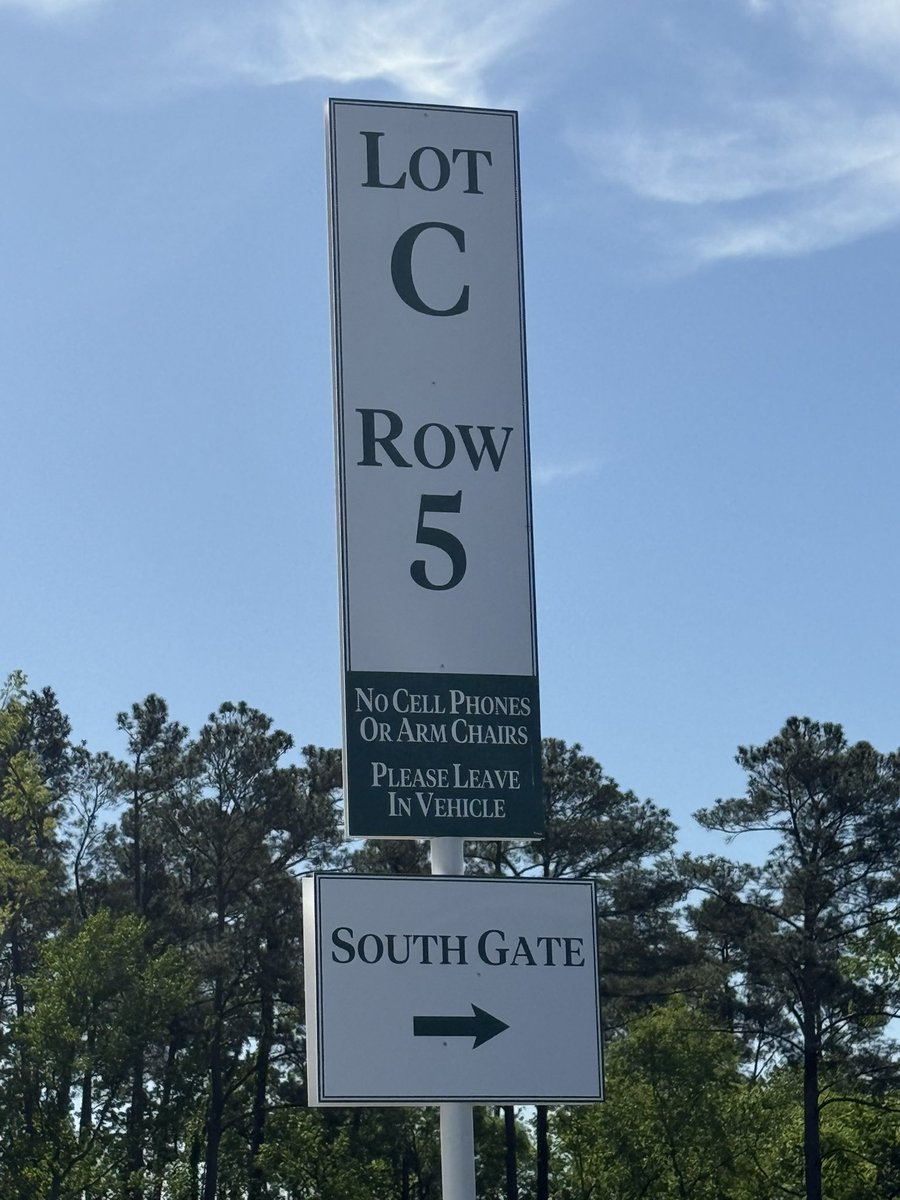 LOT
C
ROW
5
NO CELL PHONES
OR ARM CHAIRS
PLEASE LEAVE
IN VEHICLE
SOUTH GATE